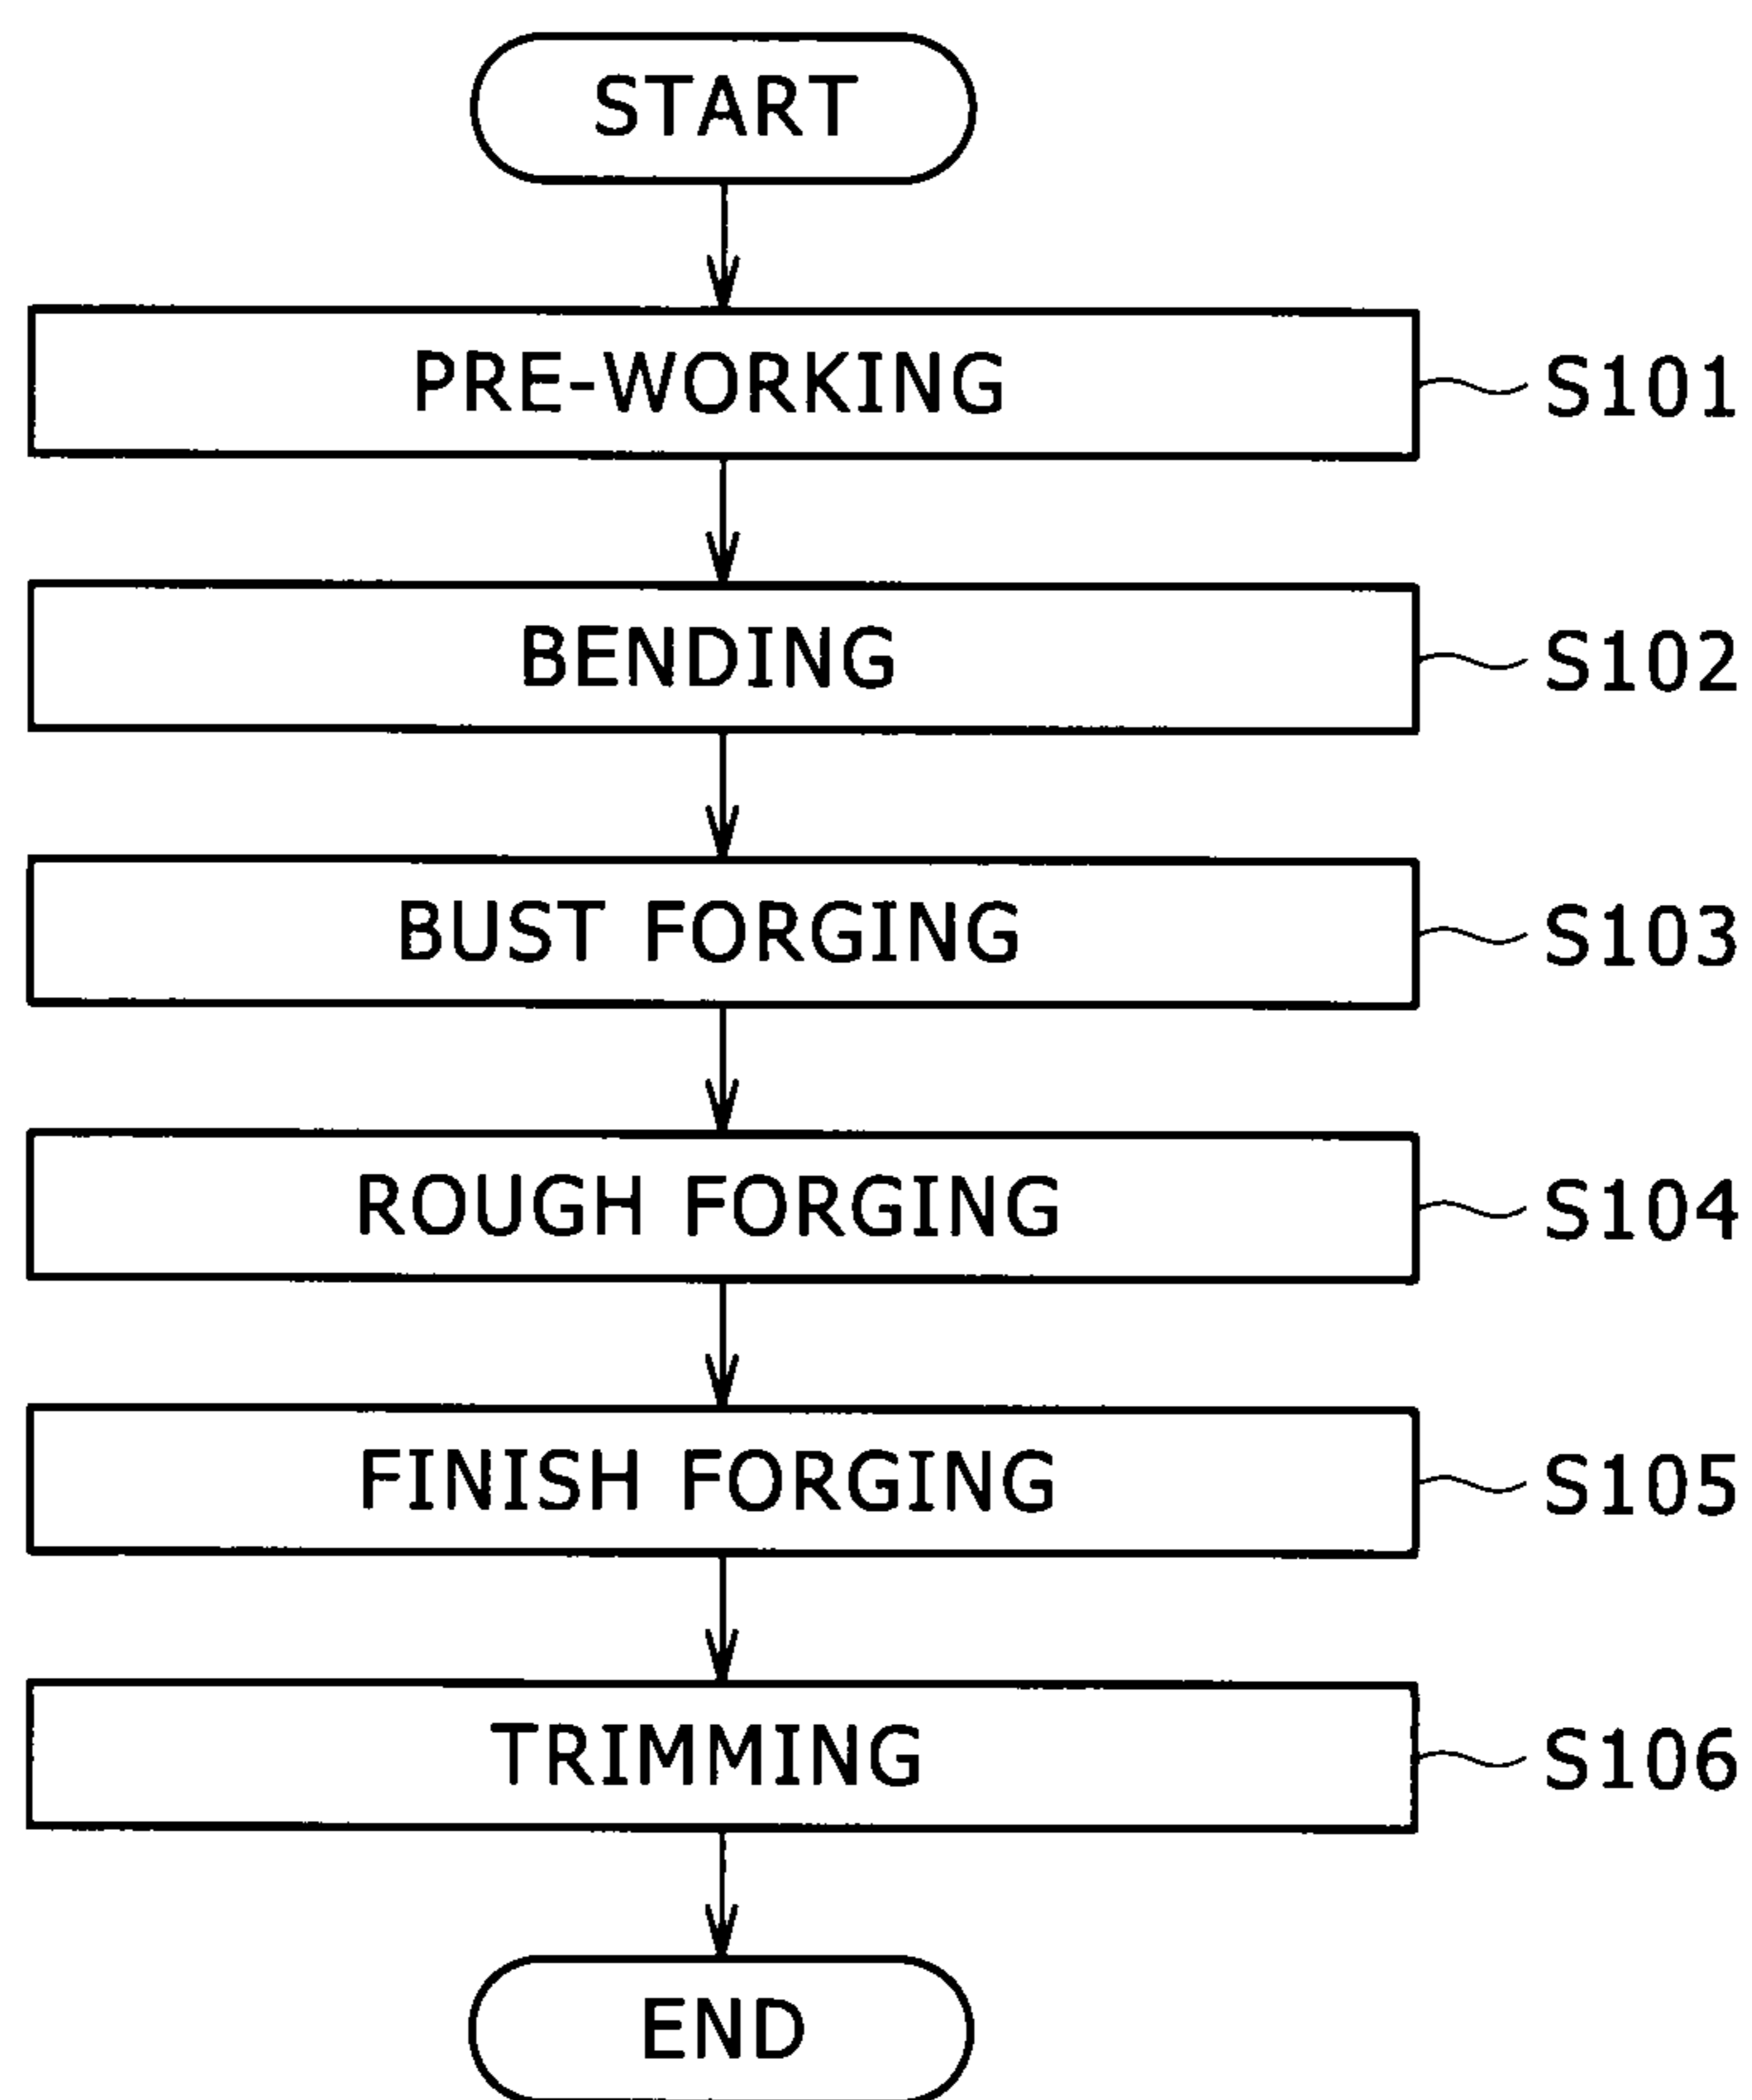 START
PRE-WORKING S101
BENDING S102
BUST FORGING S103
ROUGH FORGING S104
FINISH FORGING S105
TRIMMING S106
END